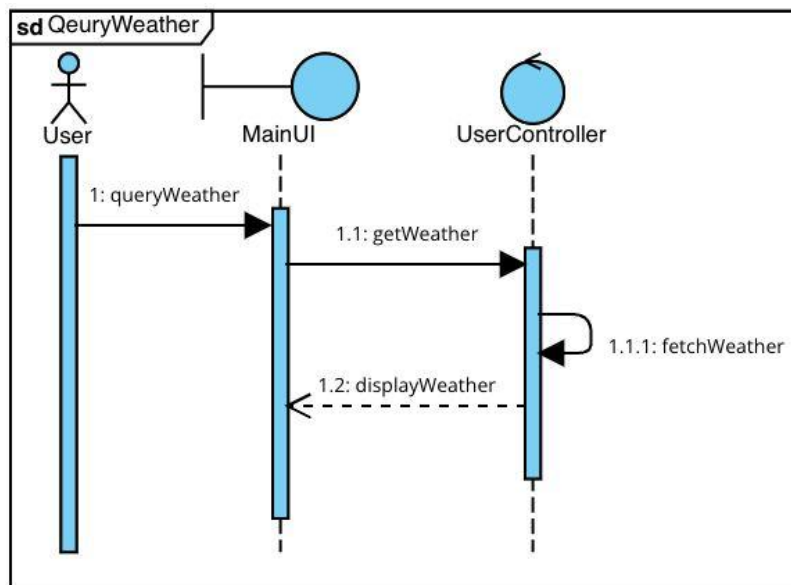 sd QeuryWeather
User
MainUI
UserController
1: queryWeather
1.1: getWeather
1.1.1: fetchWeather
1.2: displayWeather